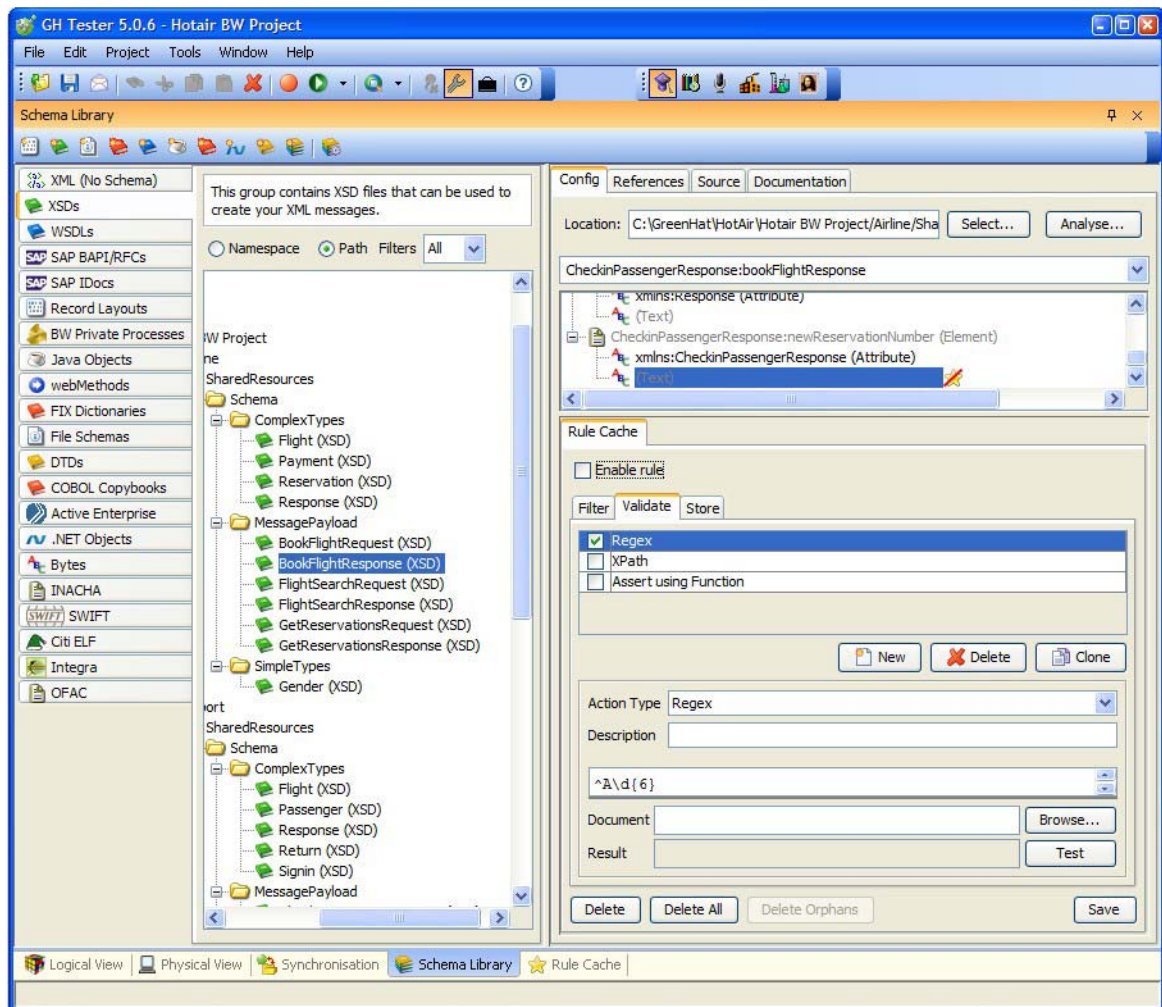 GH Tester 5.0.6 - Hotair BW Project
File Edit Project Tools Window Help
Schema Library
XML (No Schema)
XSDs
WSDLs
SAP SAP BAPI/RFCs
SAP SAP IDocs
Record Layouts
BW Private Processes
Java Objects
webMethods
FIX Dictionaries
File Schemas
DTDs
COBOL Copybooks
Active Enterprise
.NET Objects
Bytes
INACHA
SWIFT SWIFT
Citi ELF
Integra
OFAC
This group contains XSD files that can be used to
create your XML messages.
Namespace Path Filters All
BW Project
ne
SharedResources
Schema
ComplexTypes
Flight (XSD)
Payment (XSD)
Reservation (XSD)
Response (XSD)
MessagePayload
BookFlightRequest (XSD)
BookFlightResponse (XSD)
FlightSearchRequest (XSD)
FlightSearchResponse (XSD)
GetReservationsRequest (XSD)
GetReservationsResponse (XSD)
SimpleTypes
Gender (XSD)
port
SharedResources
Schema
ComplexTypes
Flight (XSD)
Passenger (XSD)
Response (XSD)
Return (XSD)
Signin (XSD)
MessagePayload
Config References Source Documentation
Location: C:\GreenHat\HotAir\Hotair BW Project/Airline/Sha Select... Analyse...
CheckinPassengerResponse:bookFlightResponse
xmlns:Response (Attribute)
(Text)
CheckinPassengerResponse:newReservationNumber (Element)
xmlns:CheckinPassengerResponse (Attribute)
(Text)
Rule Cache
Enable rule
Filter Validate Store
Regex
XPath
Assert using Function
New Delete Clone
Action Type Regex
Description
^A\d{6}
Document Browse...
Result Test
Delete Delete All Delete Orphans Save
Logical View Physical View Synchronisation Schema Library Rule Cache